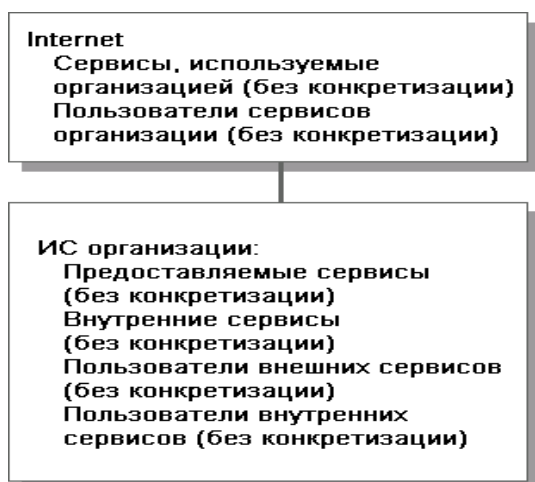 Internet
Сервисы, используемые
организацией (без конкретизации)
Пользователи сервисов
организации (без конкретизации)
ИС организации:
Предоставляемые сервисы
(без конкретизации)
Внутренние сервисы
(без конкретизации)
Пользователи внешних сервисов
(без конкретизации)
Пользователи внутренних
сервисов (без конкретизации)